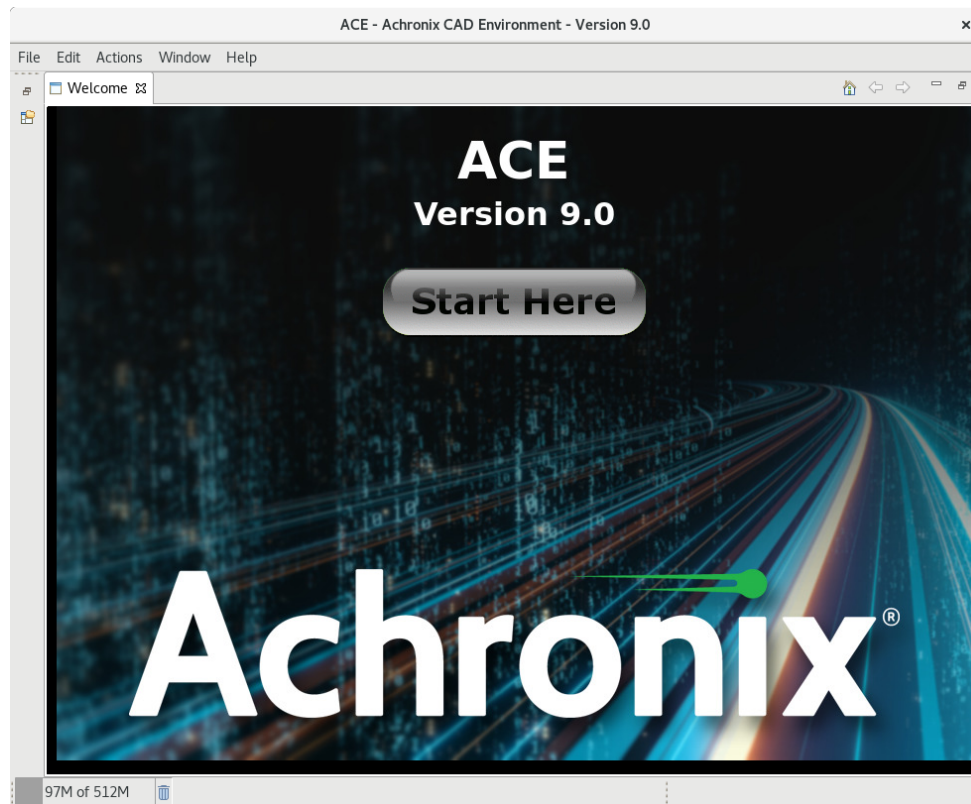 ACE - Achronix CAD Environment - Version 9.0
File Edit Actions Window Help
Welcome
ACE
Version 9.0
Start Here
Achronix®
97M of 512M